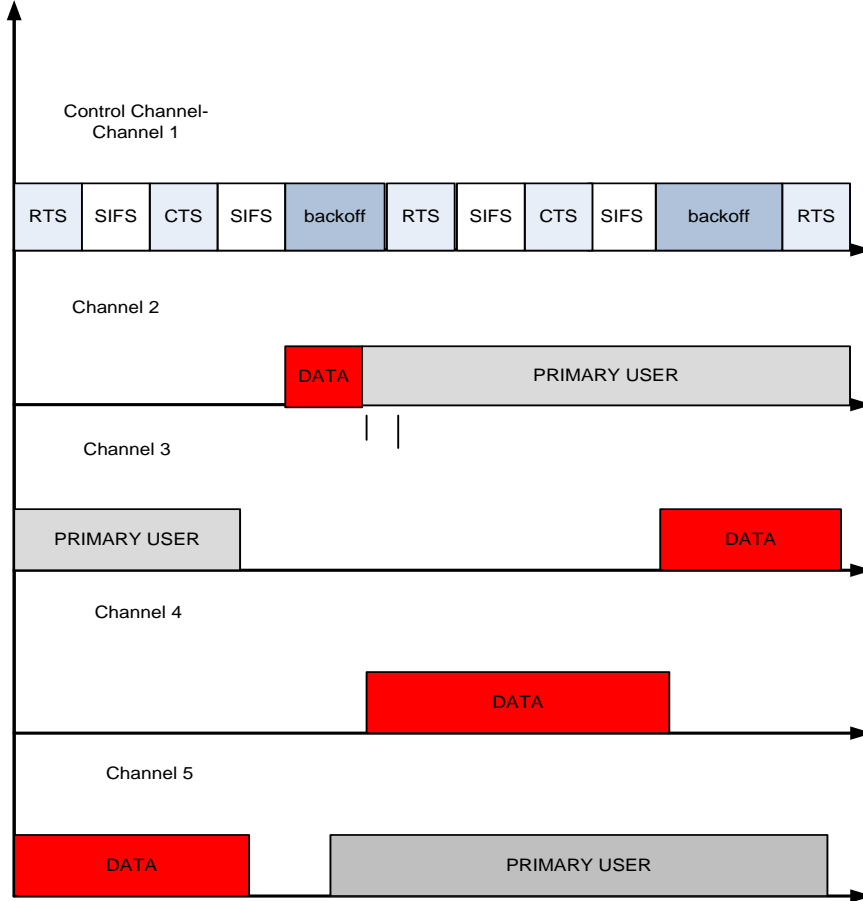 Control Channel-
Channel 1
RTS SIFS CTS SIFS backoff RTS SIFS CTS SIFS backoff RTS
Channel 2
DATA PRIMARY USER
Channel 3
PRIMARY USER DATA
Channel 4
DATA
Channel 5
DATA PRIMARY USER